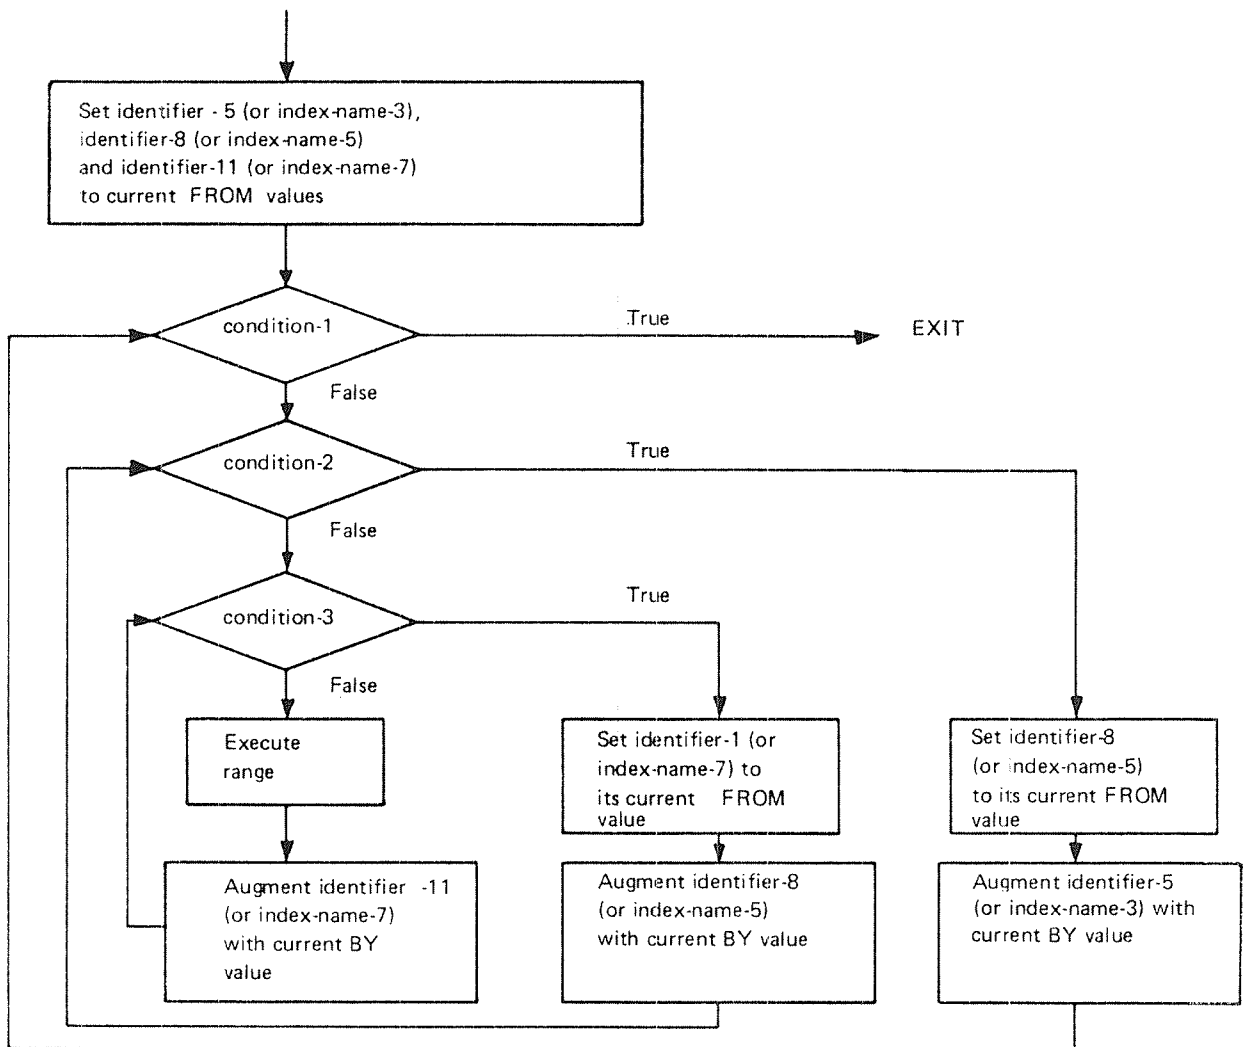 Set identifier - 5 (or index-name-3),
identifier-8 (or index-name-5)
and identifier-11 (or index-name-7)
to current FROM values
condition-1
True
EXIT
False
condition-2
True
False
condition-3
True
False
Execute
range
Set identifier-1 (or
index-name-7) to
its current FROM
value
Set identifier-8
(or index-name-5)
to its current FROM
value
Augment identifier -11
(or index-name-7)
with current BY
value
Augment identifier-8
(or index-name-5)
with current BY value
Augment identifier-5
(or index-name-3) with
current BY value